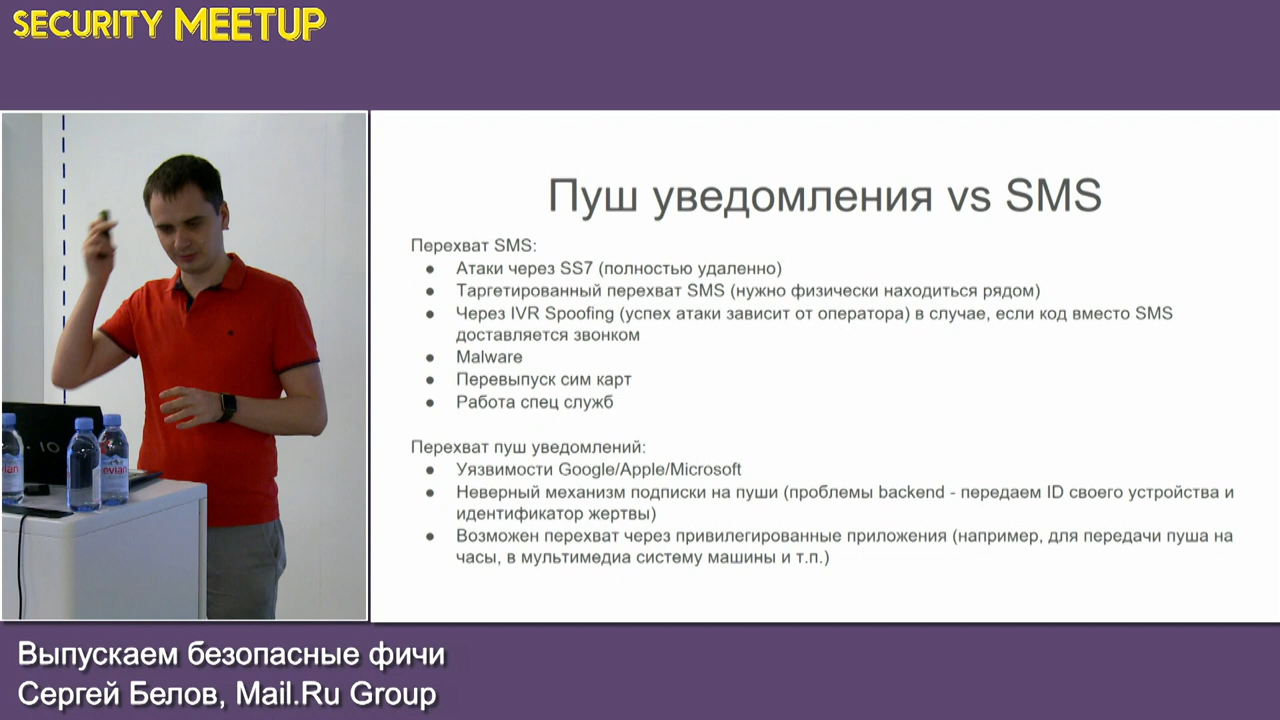 SECURITY MEETUP
Пуш уведомления vs SMS
Перехват SMS:
● Атаки через SS7 (полностью удаленно)
● Таргетированный перехват SMS (нужно физически находиться рядом)
● Через IVR Spoofing (успех атаки зависит от оператора) в случае, если код вместо SMS
доставляется звонком
● Malware
● Перевыпуск сим карт
● Работа спец служб
Перехват пуш уведомлений:
● Уязвимости Google/Apple/Microsoft
● Неверный механизм подписки на пуши (проблемы backend - передаем ID своего устройства и
идентификатор жертвы)
● Возможен перехват через привилегированные приложения (например, для передачи пуша на
часы, в мультимедиа систему машины и т.п.)
evian
evian
Выпускаем безопасные фичи
Сергей Белов, Mail.Ru Group